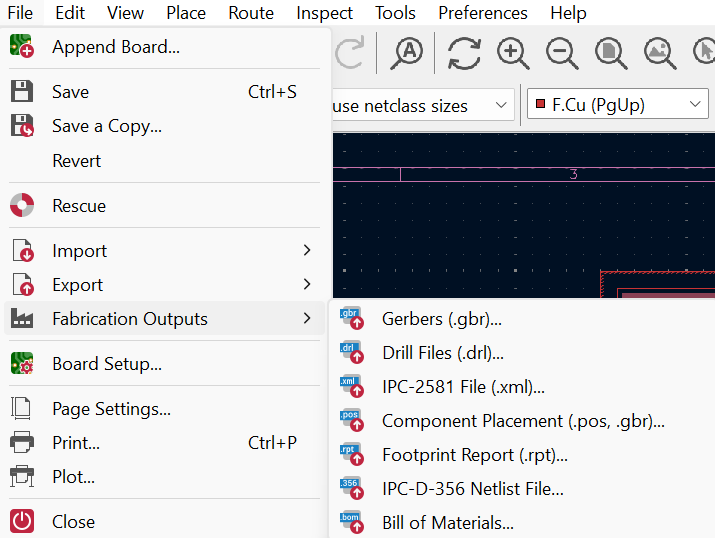 File Edit View Place Route Inspect Tools Preferences Help
Append Board...
Save Ctrl+S
use netclass sizes
F.Cu (PgUp)
Save a Copy...
Revert
3
Rescue
Import
Export
Fabrication Outputs
.gbr Gerbers (.gbr)...
.drl Drill Files (.drl)...
Board Setup...
.xml IPC-2581 File (.xml)...
Page Settings...
.pos Component Placement (.pos, .gbr)...
Print... Ctrl+P
.rpt Footprint Report (.rpt)...
Plot...
.356 IPC-D-356 Netlist File...
Close
.bom Bill of Materials...